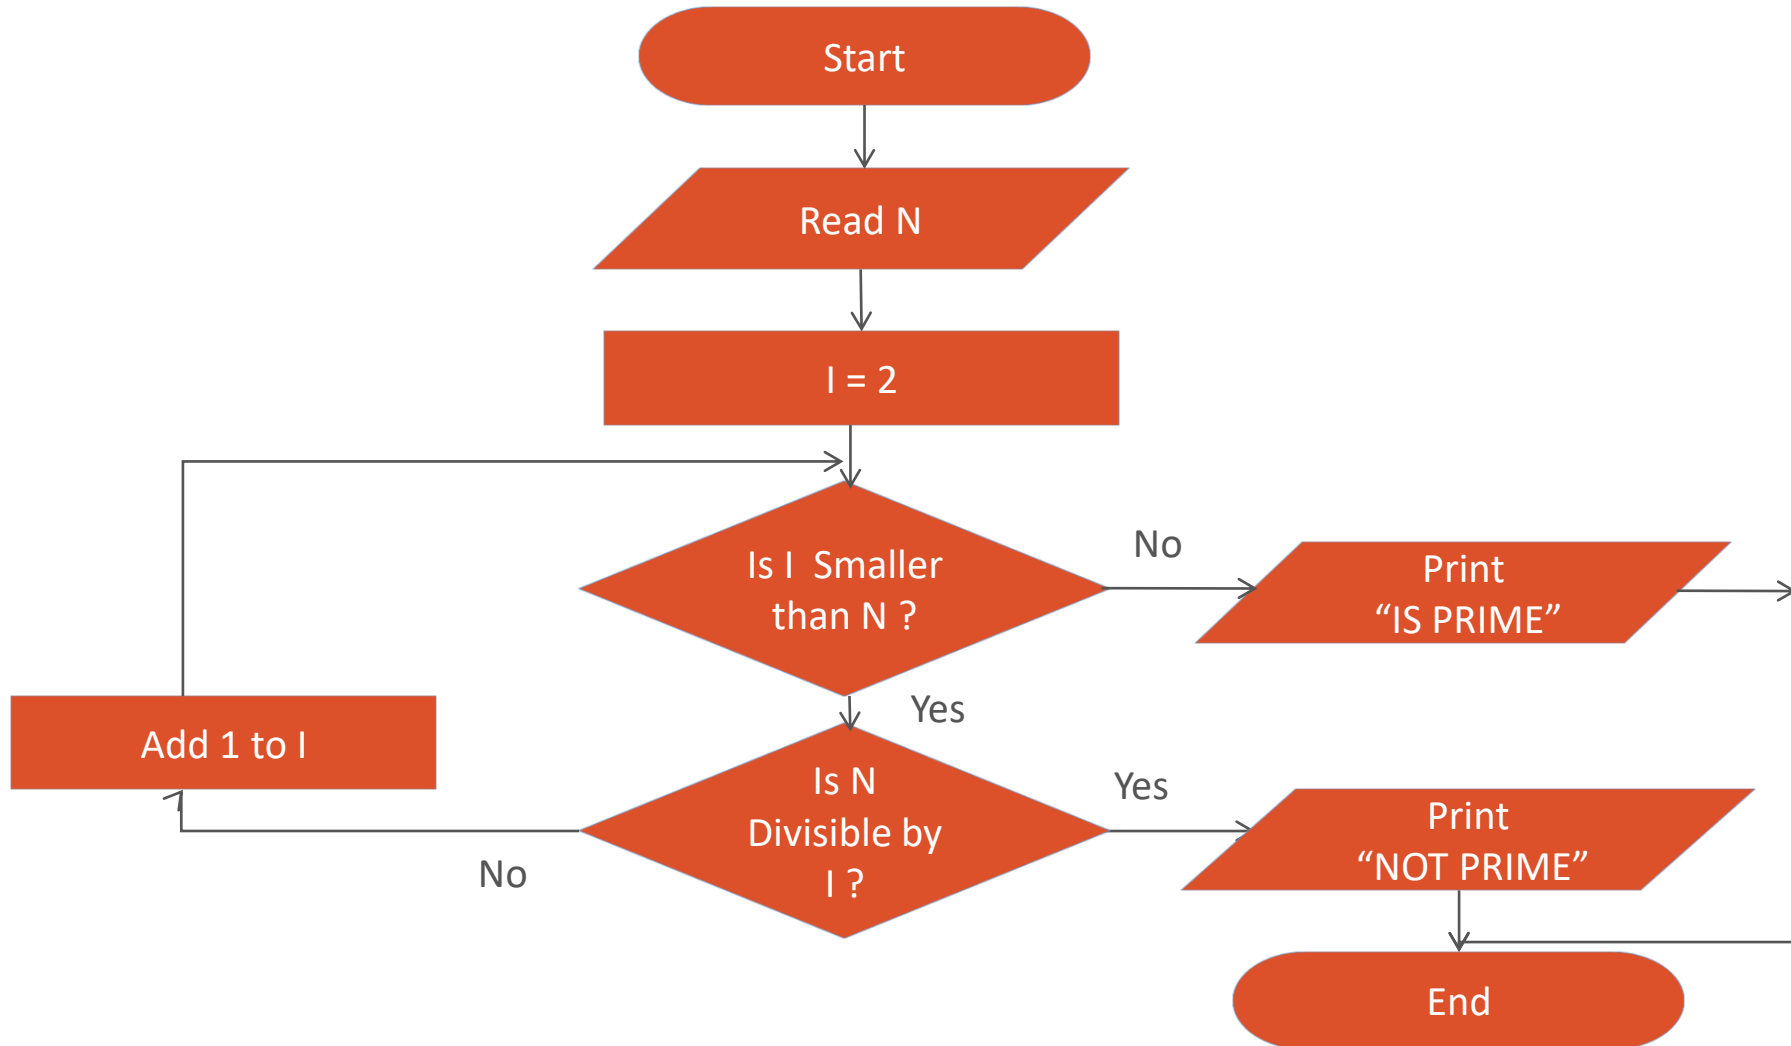 Start
Read N
I = 2
Is I Smaller
than N ?
No
Print
“IS PRIME”
Yes
Add 1 to I
Is N
Divisible by
I ?
No
Yes
Print
“NOT PRIME”
End